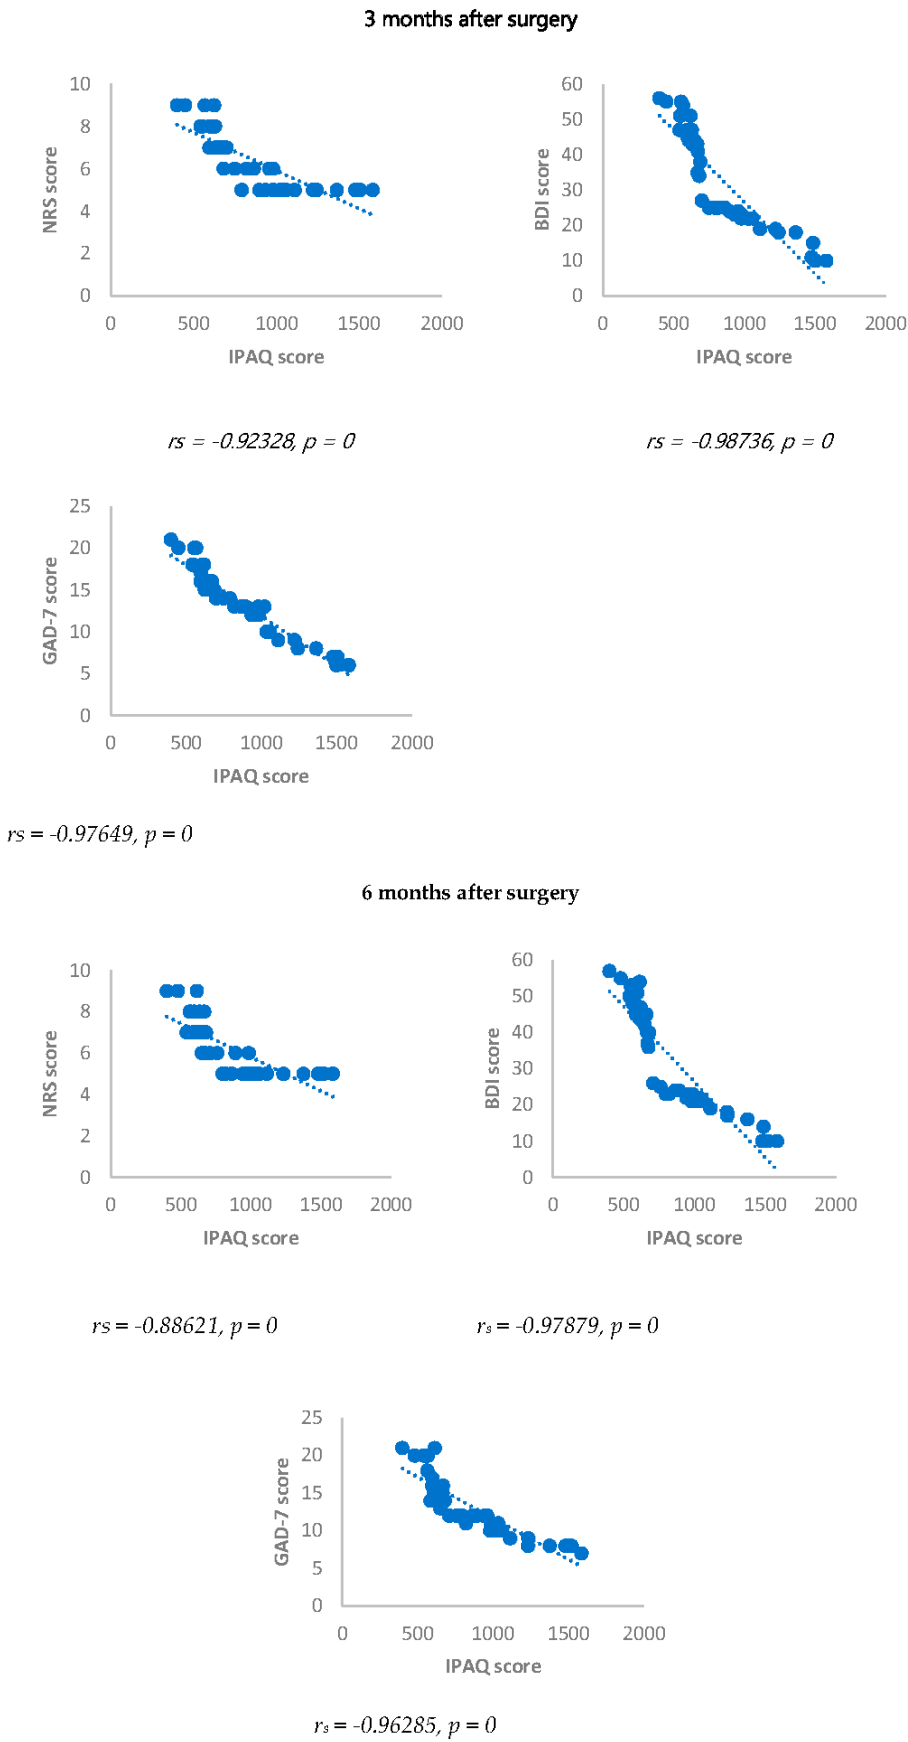 3 months after surgery
10
8
6
4
2
0
NRS score
0 500 1000 1500 2000
IPAQ score
60
50
40
30
20
10
0
BDI score
0 500 1000 1500 2000
IPAQ score
rs = -0.92328, p = 0
rs = -0.98736, p = 0
25
20
15
10
5
0
GAD-7 score
0 500 1000 1500 2000
IPAQ score
rs = -0.97649, p = 0
6 months after surgery
10
8
6
4
2
0
NRS score
0 500 1000 1500 2000
IPAQ score
60
50
40
30
20
10
0
BDI score
0 500 1000 1500 2000
IPAQ score
rs = -0.88621, p = 0
rs = -0.97879, p = 0
25
20
15
10
5
0
GAD-7 score
0 500 1000 1500 2000
IPAQ score
rs = -0.96285, p = 0